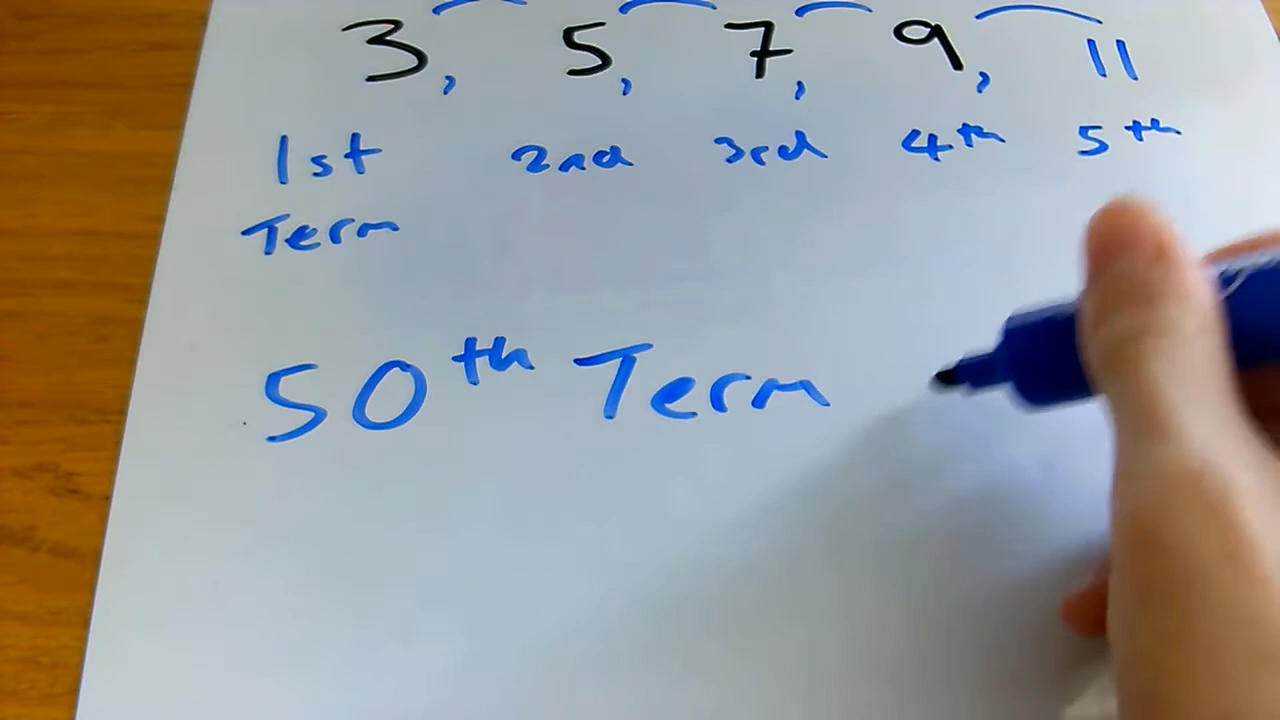 3, 5, 7, 9, 11
1st 2nd 3rd 4th 5th
Term
50th Term